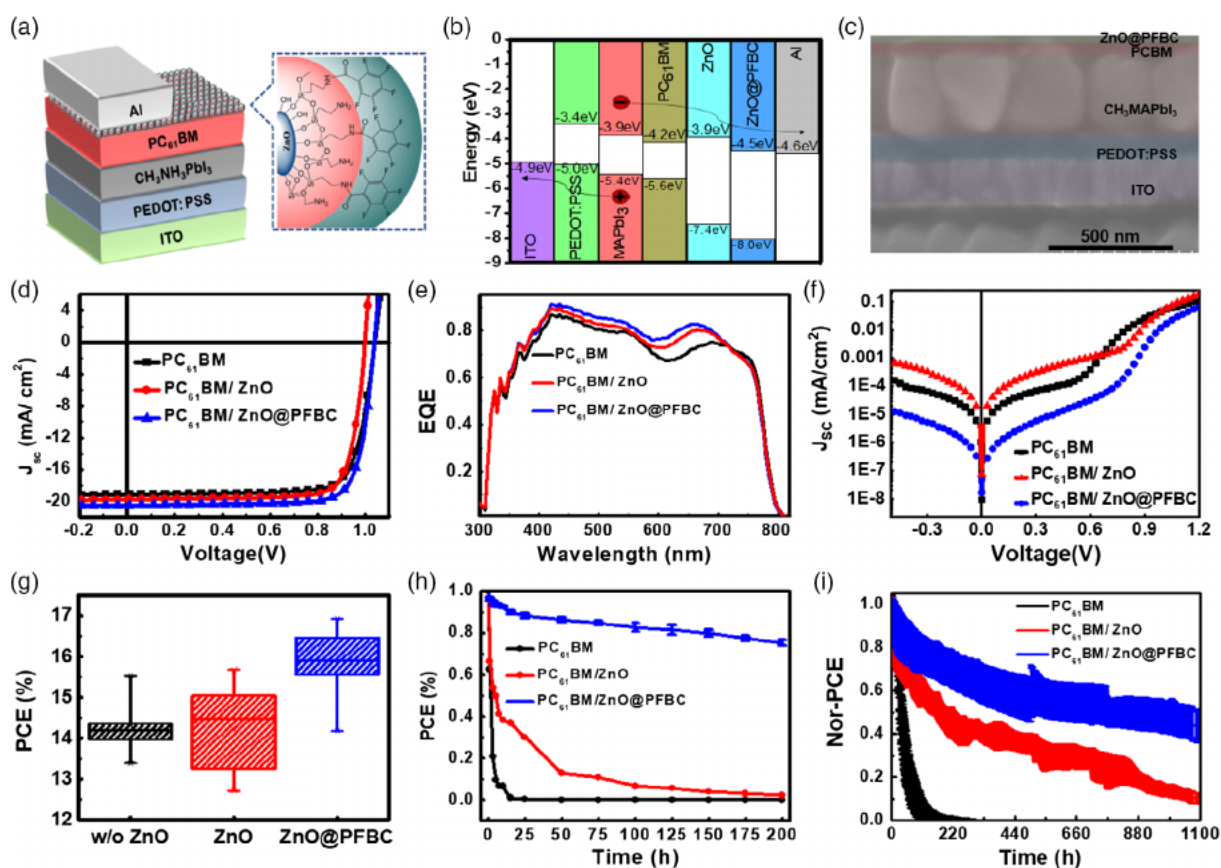 (a)
Al
PC₆₁BM
CH₃NH₃PbI₃
PEDOT: PSS
ITO
ZnO
(b)
Energy (eV)
0
-1
-2
-3
-4
-5
-6
-7
-8
-9
-4.9eV
ITO
-3.4eV
-5.0eV
PEDOT:PSS
-3.9eV
-5.4eV
MAPbI₃
PC₆₁BM
-4.2eV
-5.6eV
ZnO
-3.9eV
-7.4eV
ZnO@PFBC
-4.5eV
-8.0eV
Al
-4.6eV
(c)
ZnO@PFBC
PCBM
CH₃MAPbI₃
PEDOT:PSS
ITO
500 nm
(d)
J_sc (mA/ cm²)
4
0
-4
-8
-12
-16
-20
PC₆₁BM
PC₆₁BM/ ZnO
PC₆₁BM/ ZnO@PFBC
-0.2 0.0 0.2 0.4 0.6 0.8 1.0
Voltage(V)
(e)
EQE
0.8
0.6
0.4
0.2
PC₆₁BM
PC₆₁BM/ ZnO
PC₆₁BM/ ZnO@PFBC
300 400 500 600 700 800
Wavelength (nm)
(f)
J_SC (mA/cm²)
0.1
0.01
0.001
1E-4
1E-5
1E-6
1E-7
1E-8
PC₆₁BM
PC₆₁BM/ ZnO
PC₆₁BM/ ZnO@PFBC
-0.3 0.0 0.3 0.6 0.9 1.2
Voltage(V)
(g)
PCE (%)
17
16
15
14
13
12
w/o ZnO ZnO ZnO@PFBC
(h)
PCE (%)
1.0
0.8
0.6
0.4
0.2
0.0
PC₆₁BM
PC₆₁BM/ZnO
PC₆₁BM /ZnO@PFBC
0 25 50 75 100 125 150 175 200
Time (h)
(i)
Nor-PCE
1.0
0.8
0.6
0.4
0.2
0.0
PC₆₁BM
PC₆₁BM/ ZnO
PC₆₁BM/ ZnO@PFBC
0 220 440 660 880 1100
Time (h)